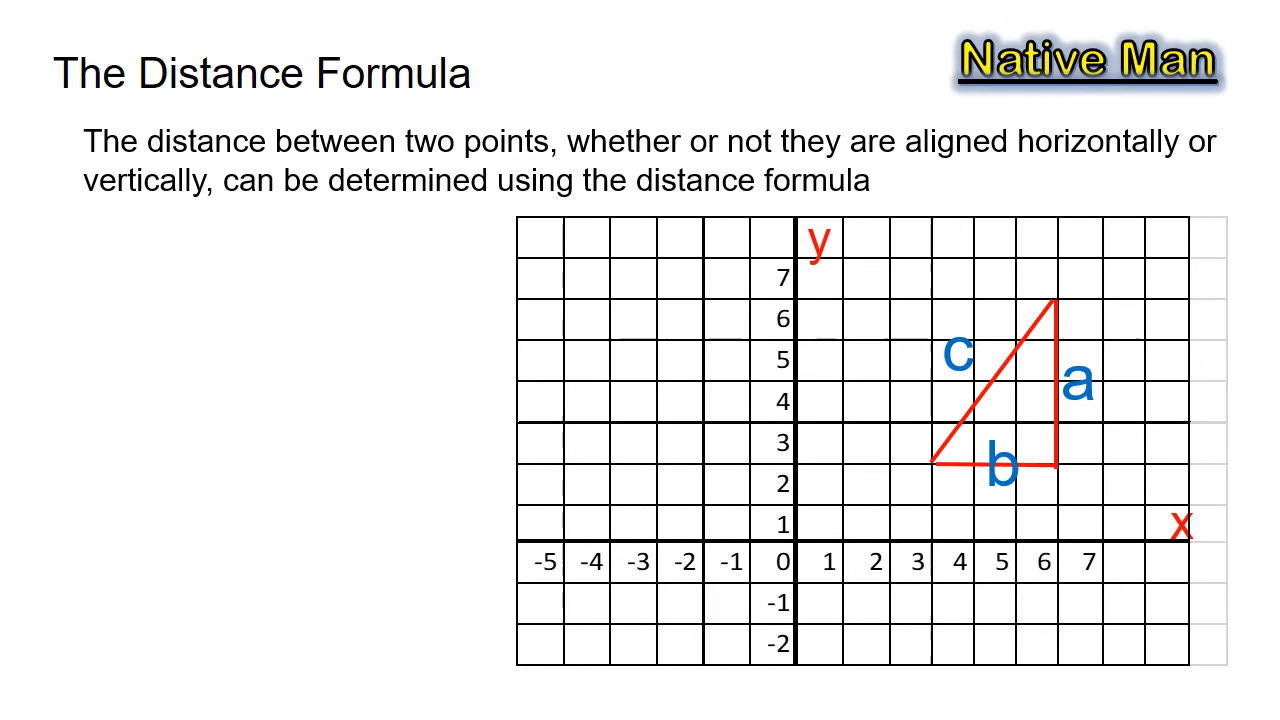 The Distance Formula
Native Man
The distance between two points, whether or not they are aligned horizontally or
vertically, can be determined using the distance formula
y
7
6
c
5
a
4
3
b
2
1
x
-5 -4 -3 -2 -1 0 1 2 3 4 5 6 7
-1
-2